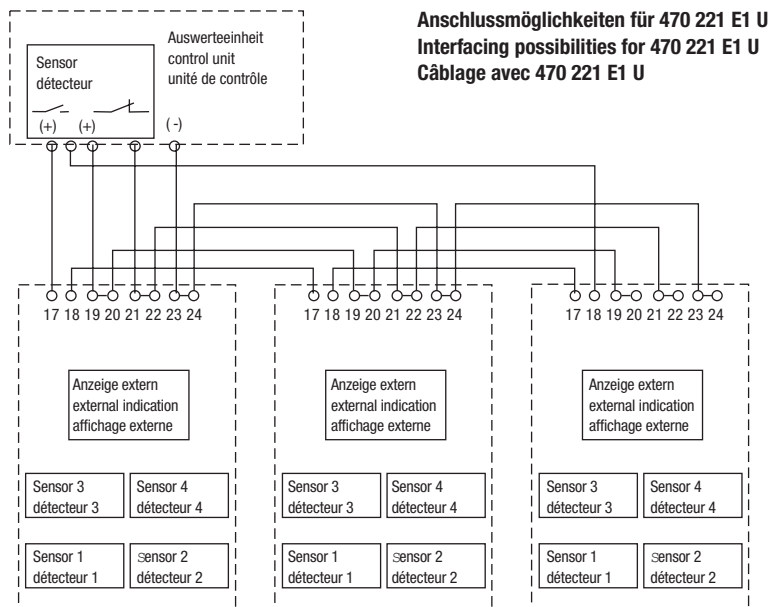 Anschlussmöglichkeiten für 470 221 E1 U
Interfacing possibilities for 470 221 E1 U
Câblage avec 470 221 E1 U
Auswerteeinheit
control unit
unité de contrôle
Sensor
détecteur
(+) (+) (-)
17 18 19 20 21 22 23 24
17 18 19 20 21 22 23 24
17 18 19 20 21 22 23 24
Anzeige extern
external indication
affichage externe
Anzeige extern
external indication
affichage externe
Anzeige extern
external indication
affichage externe
Sensor 3
détecteur 3
Sensor 4
détecteur 4
Sensor 3
détecteur 3
Sensor 4
détecteur 4
Sensor 3
détecteur 3
Sensor 4
détecteur 4
Sensor 1
détecteur 1
sensor 2
détecteur 2
Sensor 1
détecteur 1
sensor 2
détecteur 2
Sensor 1
détecteur 1
sensor 2
détecteur 2